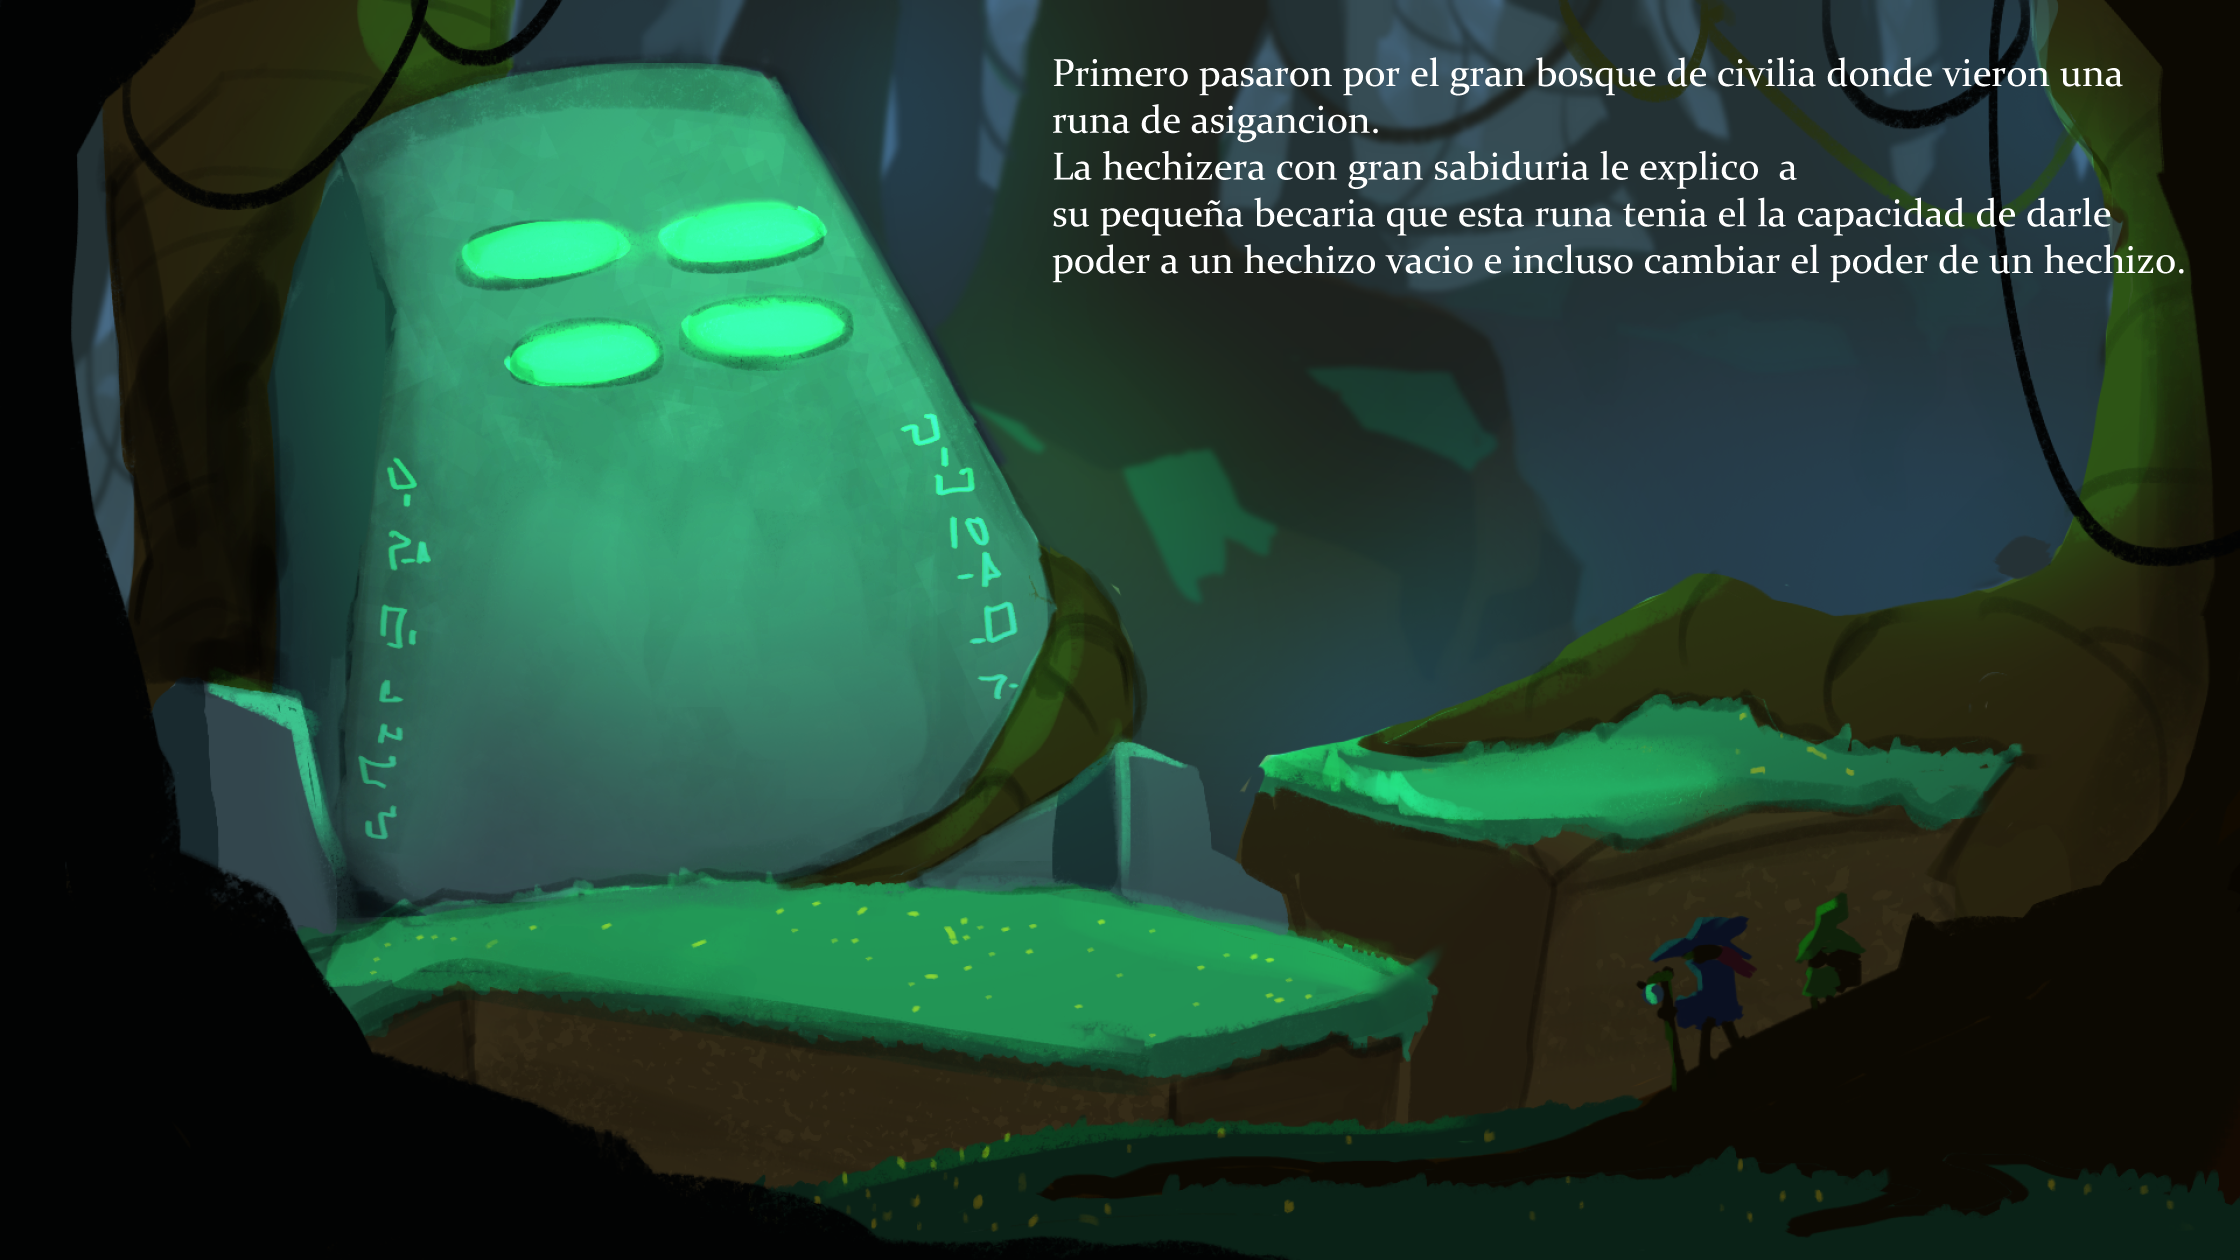 Primero pasaron por el gran bosque de civilia donde vieron una
runa de asigancion.
La hechizera con gran sabiduria le explico  a
su pequeña becaria que esta runa tenia el la capacidad de darle
poder a un hechizo vacio e incluso cambiar el poder de un hechizo.